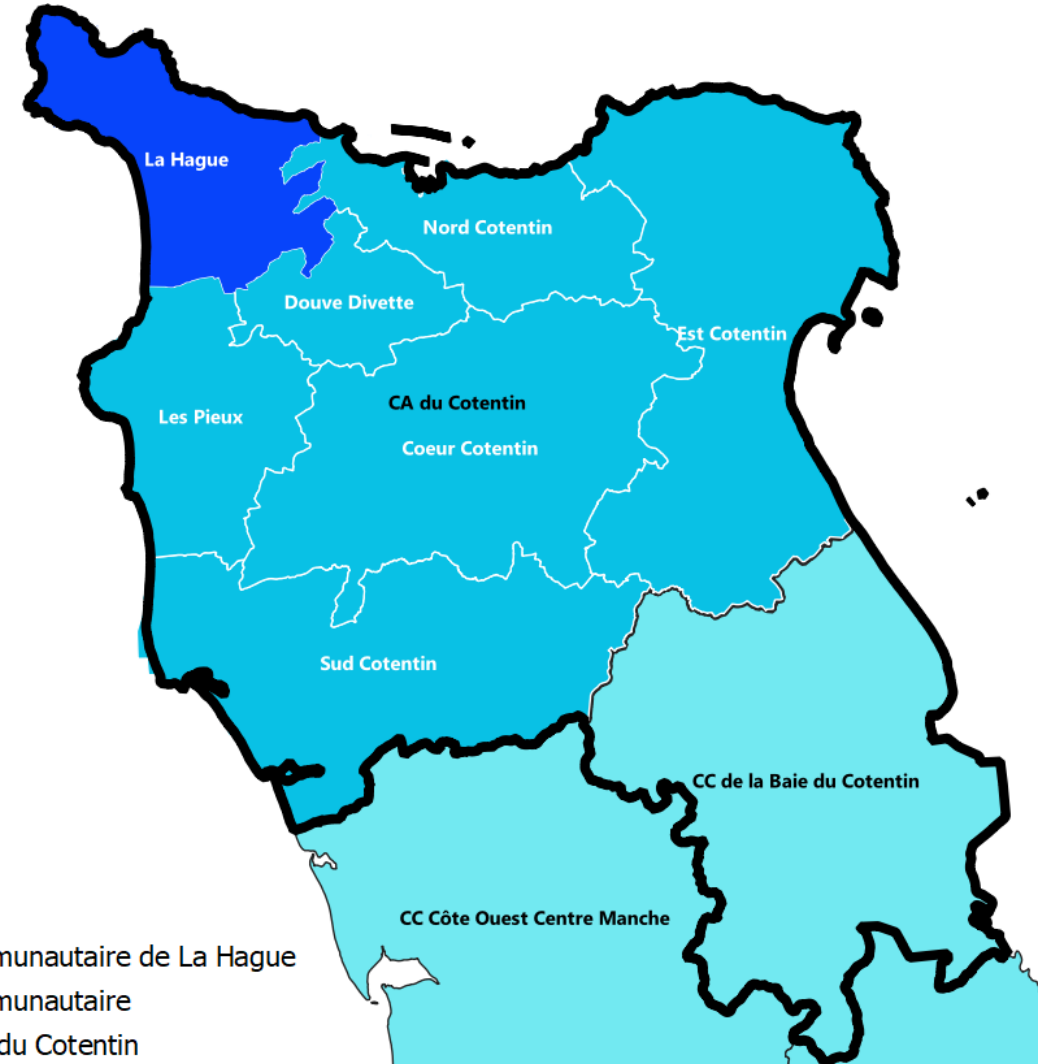 La Hague
Nord Cotentin
Douve Divette
Est Cotentin
CA du Cotentin
Les Pieux
Coeur Cotentin
Sud Cotentin
CC de la Baie du Cotentin
CC Côte Ouest Centre Manche
munautaire de La Hague
munautaire
du Cotentin